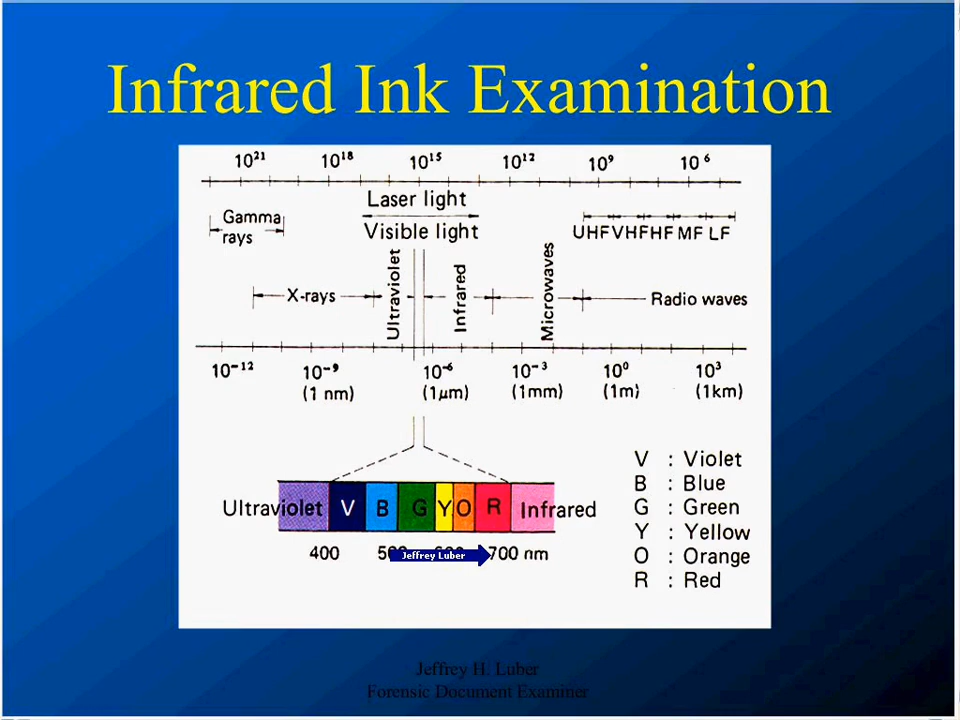 Infrared Ink Examination
10²¹ 10¹⁸ 10¹⁵ 10¹² 10⁹ 10⁶
Laser light
Gamma rays
Visible light
UHF VHF HF MF LF
X-rays
Ultraviolet
Infrared
Microwaves
Radio waves
10⁻¹² 10⁻⁹ 10⁻⁶ 10⁻³ 10⁰ 10³
(1 nm) (1μm) (1mm) (1m) (1km)
V : Violet
B : Blue
G : Green
Y : Yellow
O : Orange
R : Red
Ultraviolet V B G Y O R Infrared
400 700 nm
Jeffrey Luber
Jeffrey H. Luber
Forensic Document Examiner